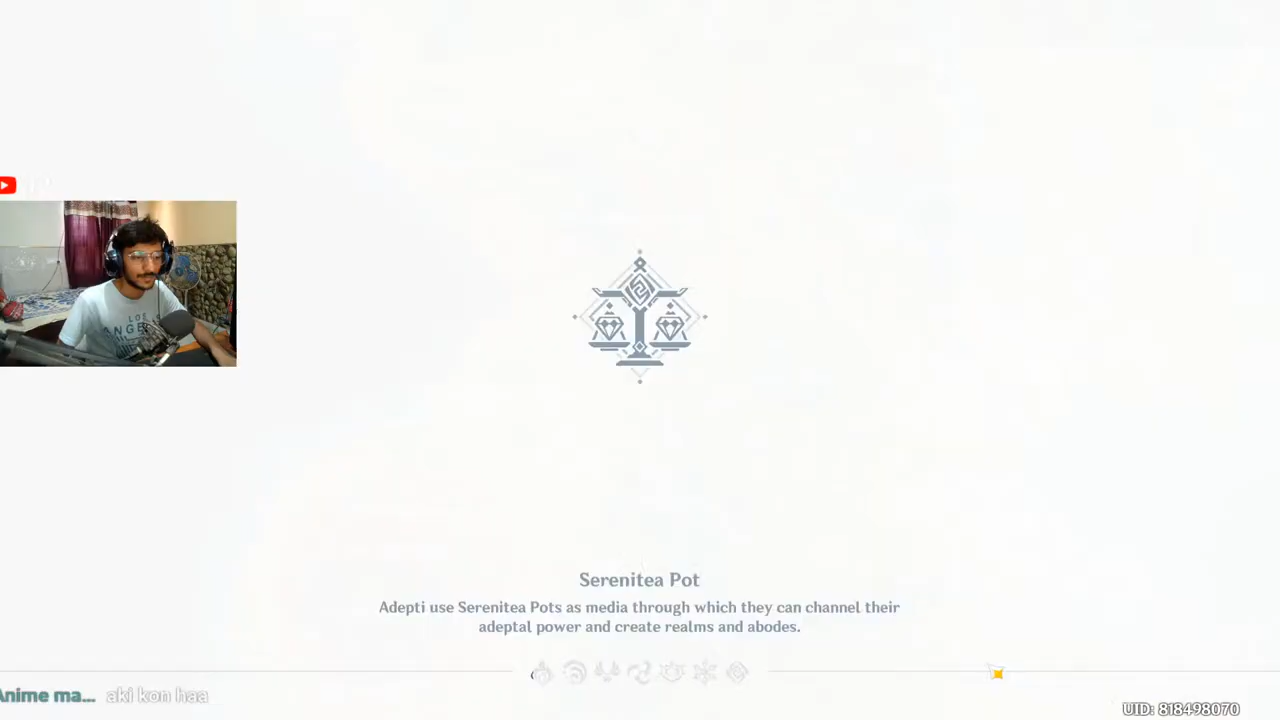 Serenitea Pot
Adepti use Serenitea Pots as media through which they can channel their
adeptal power and create realms and abodes.
Anime ma... aki kon haa
UID: 818498070